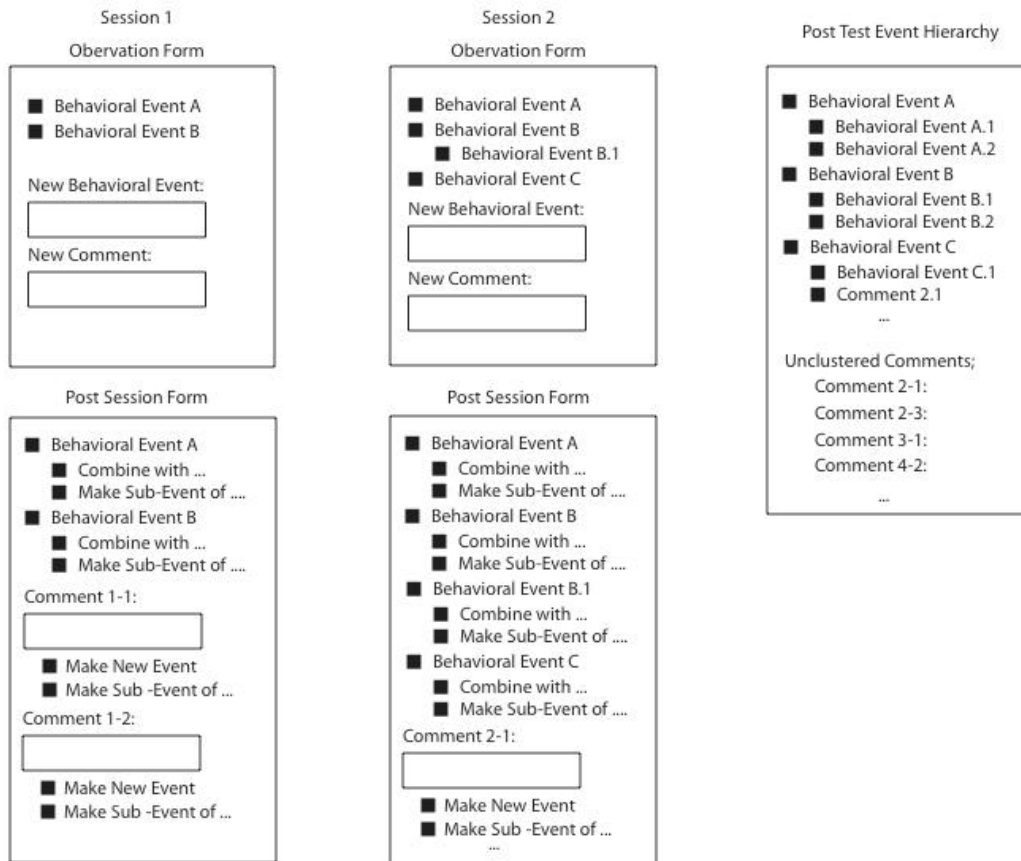 Session 1
Obervation Form
Behavioral Event A
Behavioral Event B
New Behavioral Event:
New Comment:
Post Session Form
Behavioral Event A
Combine with ...
Make Sub-Event of ....
Behavioral Event B
Combine with ...
Make Sub-Event of ....
Comment 1-1:
Make New Event
Make Sub -Event of ...
Comment 1-2:
Make New Event
Make Sub -Event of ...
Session 2
Obervation Form
Behavioral Event A
Behavioral Event B
Behavioral Event B.1
Behavioral Event C
New Behavioral Event:
New Comment:
Post Session Form
Behavioral Event A
Combine with ...
Make Sub-Event of ....
Behavioral Event B
Combine with ...
Make Sub-Event of ....
Behavioral Event B.1
Combine with ...
Make Sub-Event of ....
Behavioral Event C
Combine with ...
Make Sub-Event of ....
Comment 2-1:
Make New Event
Make Sub -Event of ...
...
Post Test Event Hierarchy
Behavioral Event A
Behavioral Event A.1
Behavioral Event A.2
Behavioral Event B
Behavioral Event B.1
Behavioral Event B.2
Behavioral Event C
Behavioral Event C.1
Comment 2.1
...
Unclustered Comments;
Comment 2-1:
Comment 2-3:
Comment 3-1:
Comment 4-2:
...